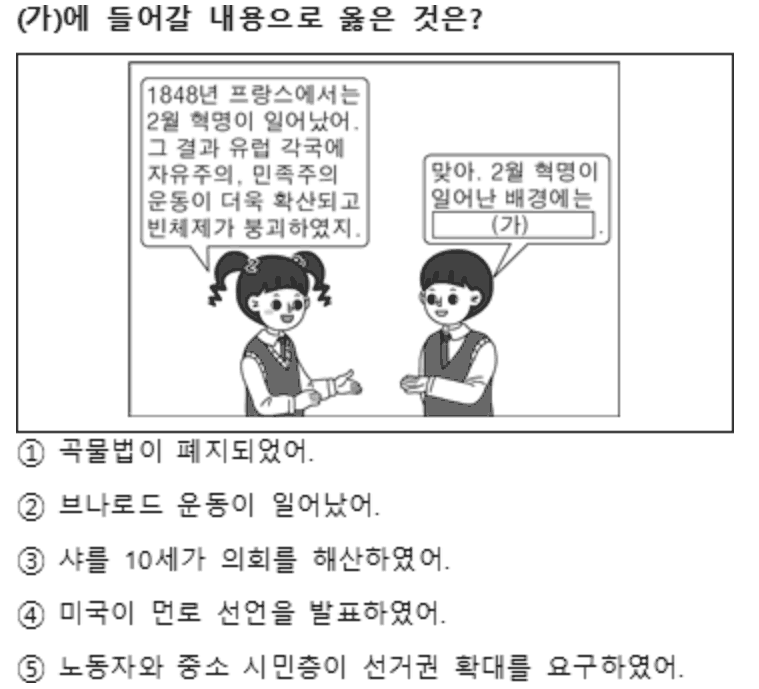 (가)에 들어갈 내용으로 옳은 것은?
1848년 프랑스에서는
2월 혁명이 일어났어.
그 결과 유럽 각국에
자유주의, 민족주의
운동이 더욱 확산되고
빈체제가 붕괴하였지.
맞아. 2월 혁명이
일어난 배경에는
(가) .
① 곡물법이 폐지되었어.
② 브나로드 운동이 일어났어.
③ 샤를 10세가 의회를 해산하였어.
④ 미국이 먼로 선언을 발표하였어.
⑤ 노동자와 중소 시민층이 선거권 확대를 요구하였어.